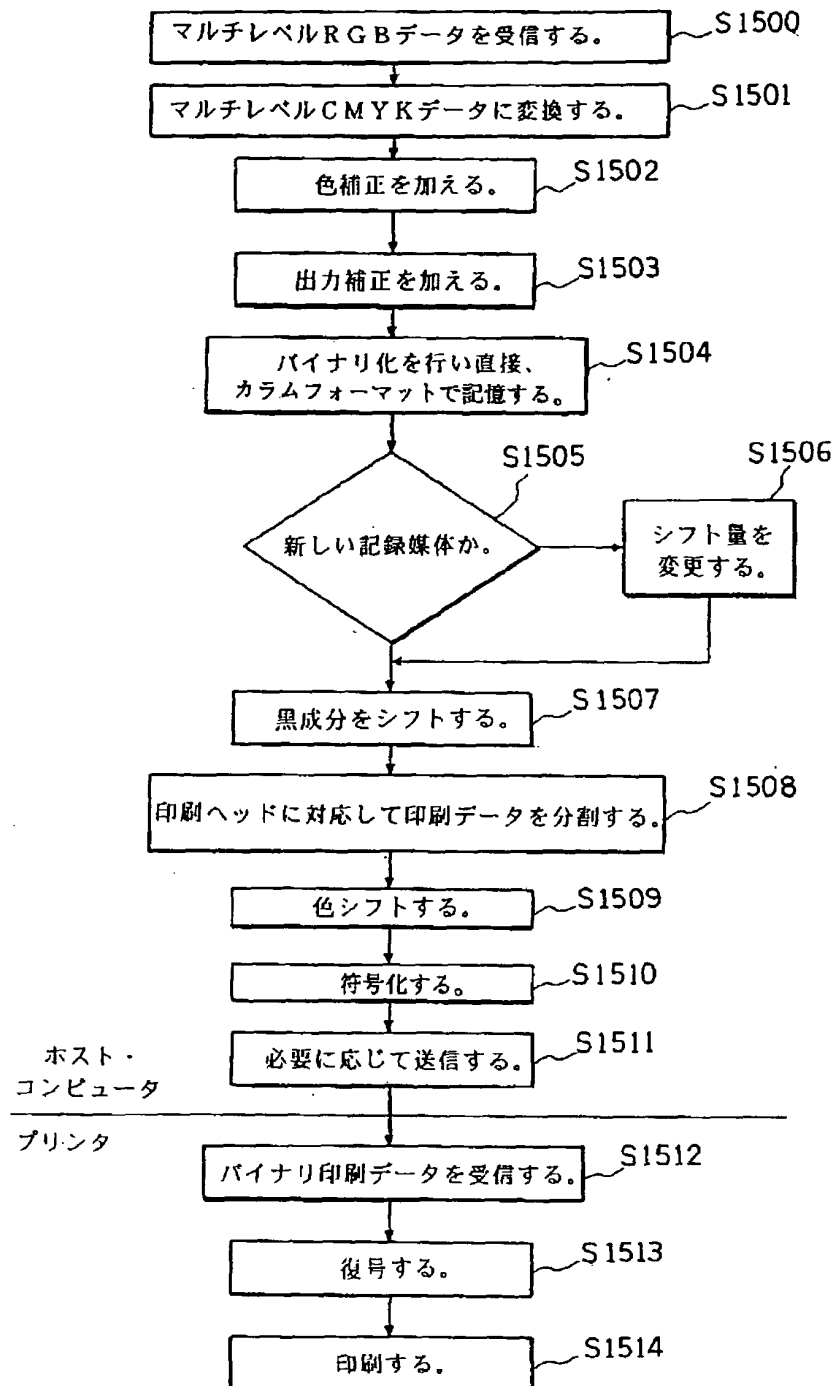 マルチレベルRGBデータを受信する。
S1500
マルチレベルCMYKデータに変換する。
S1501
色補正を加える。
S1502
出力補正を加える。
S1503
バイナリ化を行い直接、
カラムフォーマットで記憶する。
S1504
新しい記録媒体か。
S1505
シフト量を
変更する。
S1506
黒成分をシフトする。
S1507
印刷ヘッドに対応して印刷データを分割する。
S1508
色シフトする。
S1509
符号化する。
S1510
必要に応じて送信する。
S1511
ホスト・
コンピュータ
プリンタ
バイナリ印刷データを受信する。
S1512
復号する。
S1513
印刷する。
S1514